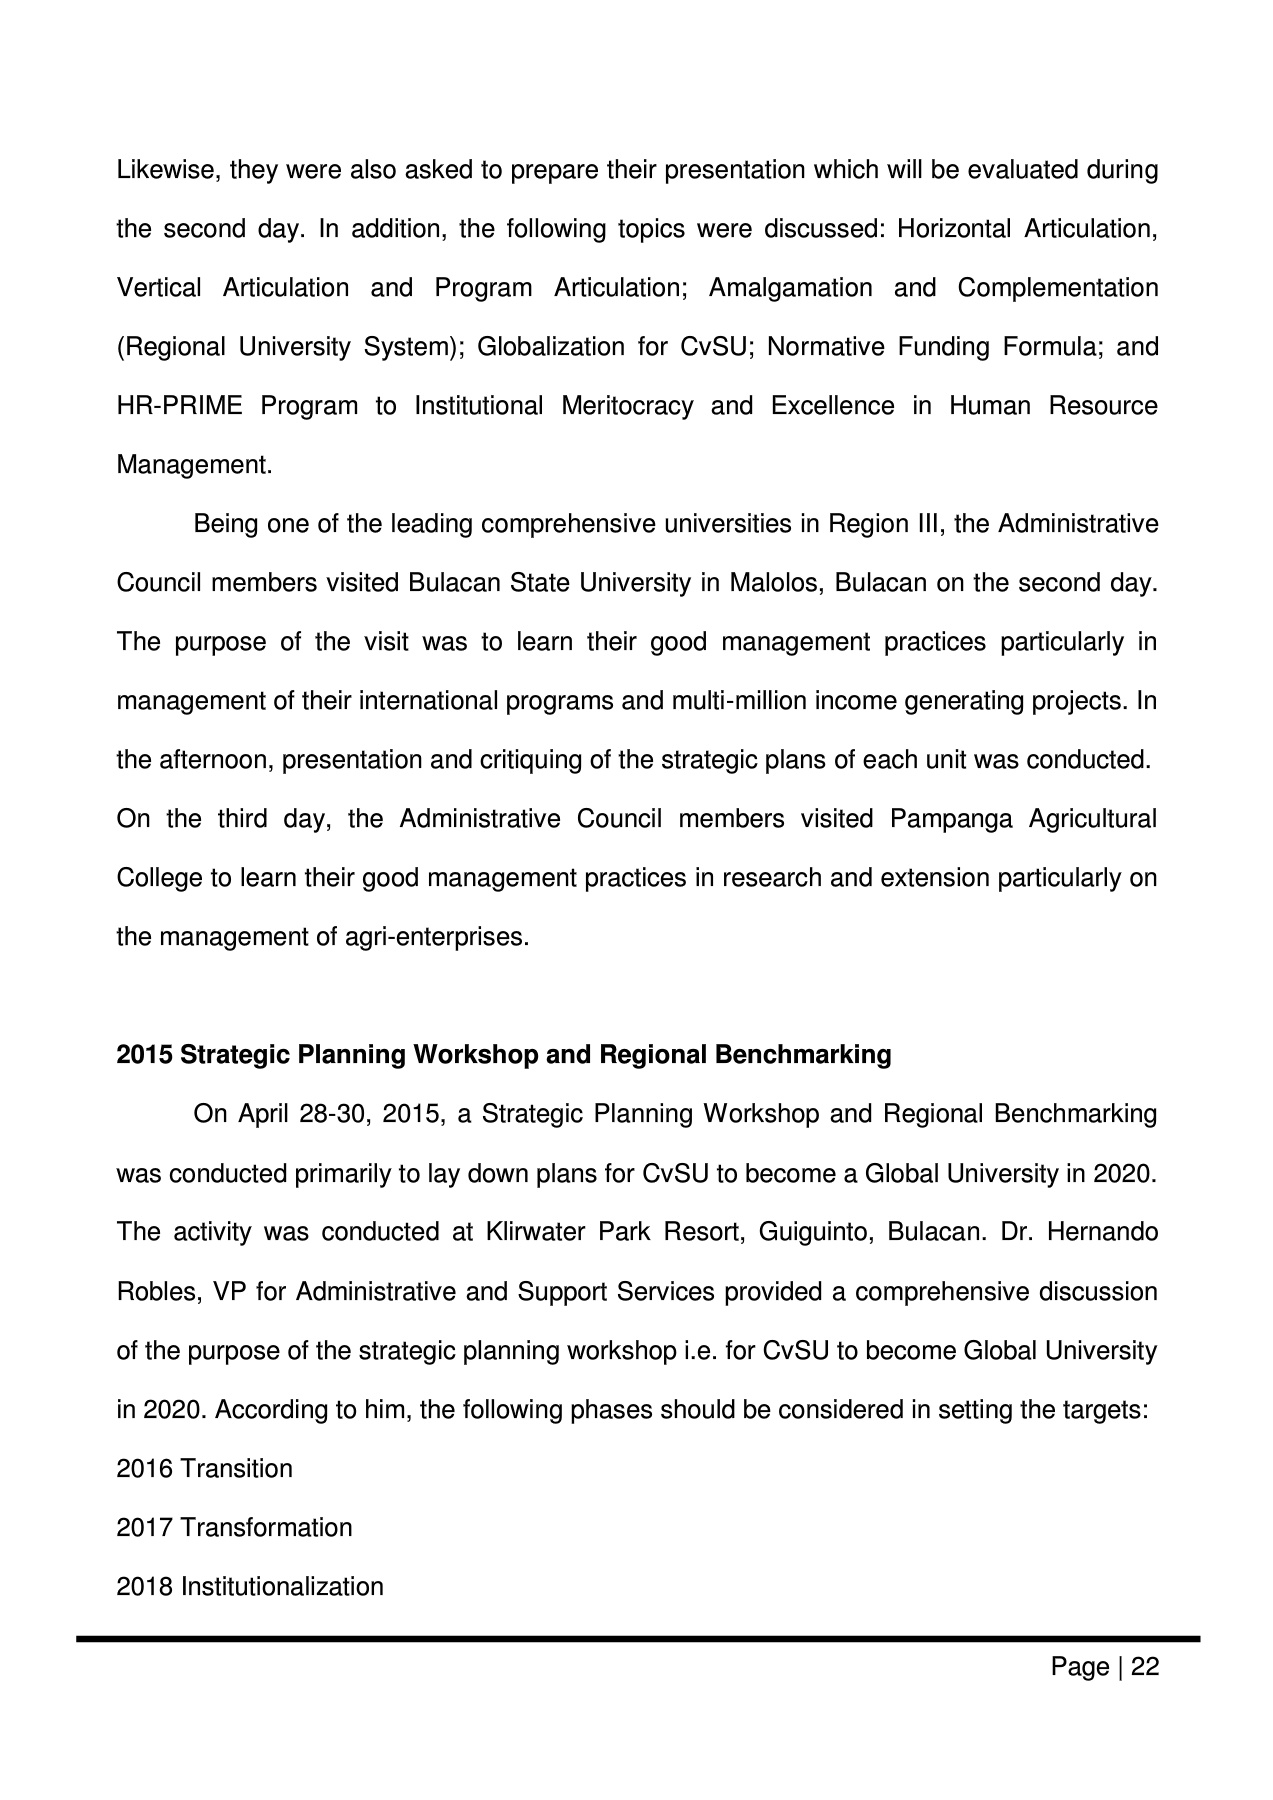 Likewise, they were also asked to prepare their presentation which will be evaluated during
the second day. In addition, the following topics were discussed: Horizontal Articulation,
Vertical Articulation and Program Articulation; Amalgamation and Complementation
(Regional University System); Globalization for CvSU; Normative Funding Formula; and
HR-PRIME Program to Institutional Meritocracy and Excellence in Human Resource
Management.
Being one of the leading comprehensive universities in Region III, the Administrative
Council members visited Bulacan State University in Malolos, Bulacan on the second day.
The purpose of the visit was to learn their good management practices particularly in
management of their international programs and multi-million income generating projects. In
the afternoon, presentation and critiquing of the strategic plans of each unit was conducted.
On the third day, the Administrative Council members visited Pampanga Agricultural
College to learn their good management practices in research and extension particularly on
the management of agri-enterprises.
2015 Strategic Planning Workshop and Regional Benchmarking
On April 28-30, 2015, a Strategic Planning Workshop and Regional Benchmarking
was conducted primarily to lay down plans for CvSU to become a Global University in 2020.
The activity was conducted at Klirwater Park Resort, Guiguinto, Bulacan. Dr. Hernando
Robles, VP for Administrative and Support Services provided a comprehensive discussion
of the purpose of the strategic planning workshop i.e. for CvSU to become Global University
in 2020. According to him, the following phases should be considered in setting the targets:
2016 Transition
2017 Transformation
2018 Institutionalization
Page | 22